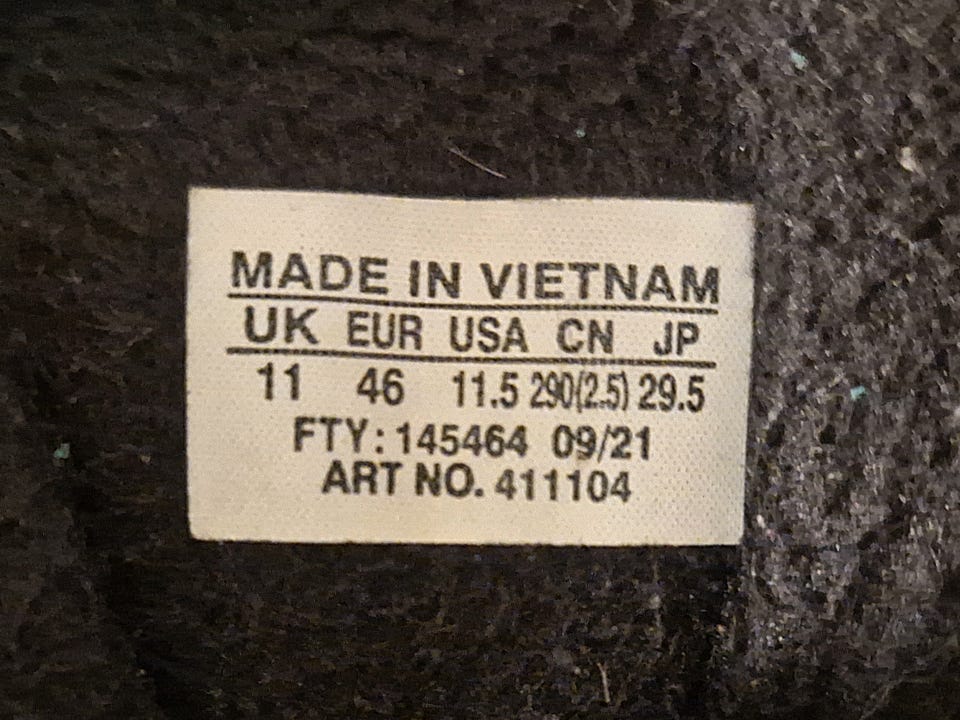 MADE IN VIETNAM
UK EUR USA CN JP
11 46 11.5 290(2.5) 29.5
FTY: 145464 09/21
ART NO. 411104